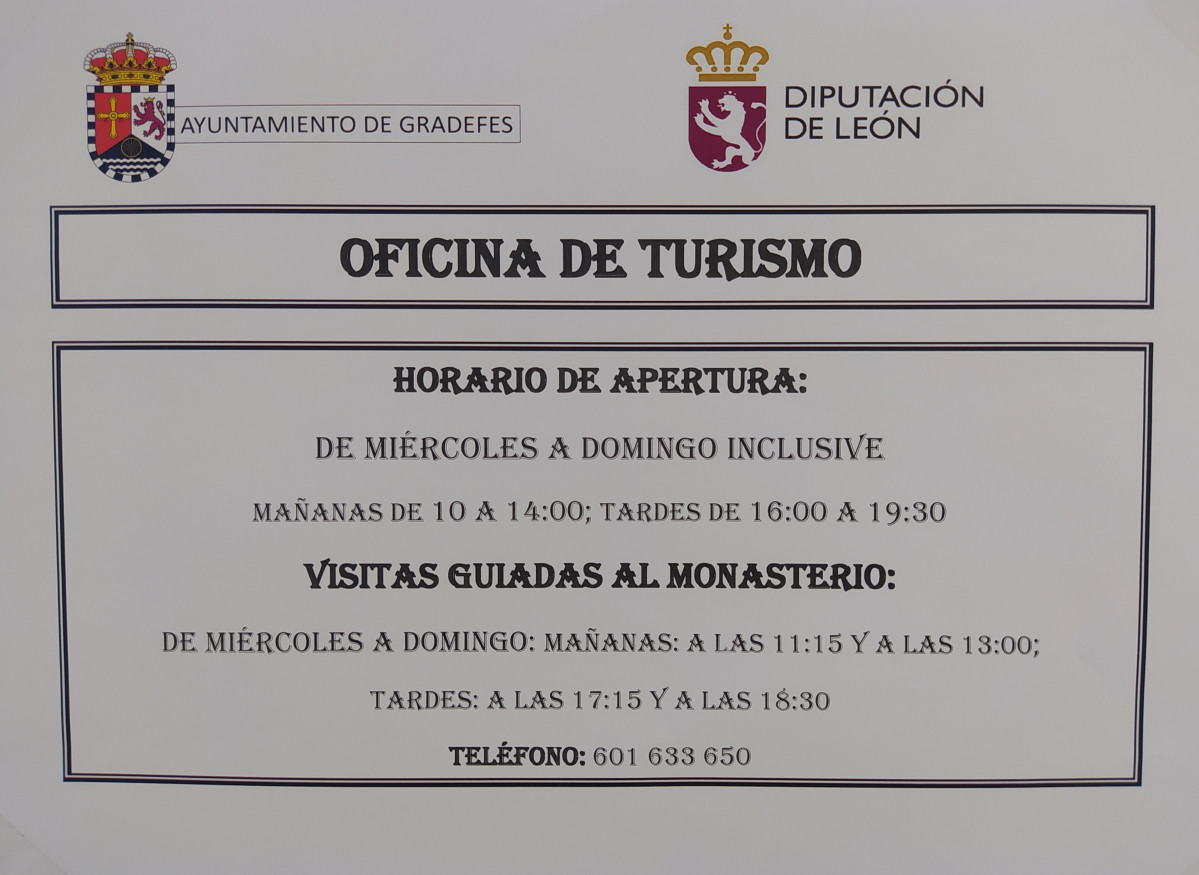 AYUNTAMIENTO DE GRADEFES
DIPUTACIÓN
DE LEÓN
OFICINA DE TURISMO
HORARIO DE APERTURA:
DE MIÉRCOLES A DOMINGO INCLUSIVE
MAÑANAS DE 10 A 14:00; TARDES DE 16:00 A 19:30
VISITAS GUIADAS AL MONASTERIO:
DE MIÉRCOLES A DOMINGO: MAÑANAS: A LAS 11:15 Y A LAS 13:00;
TARDES: A LAS 17:15 Y A LAS 18:30
TELÉFONO: 601 633 650